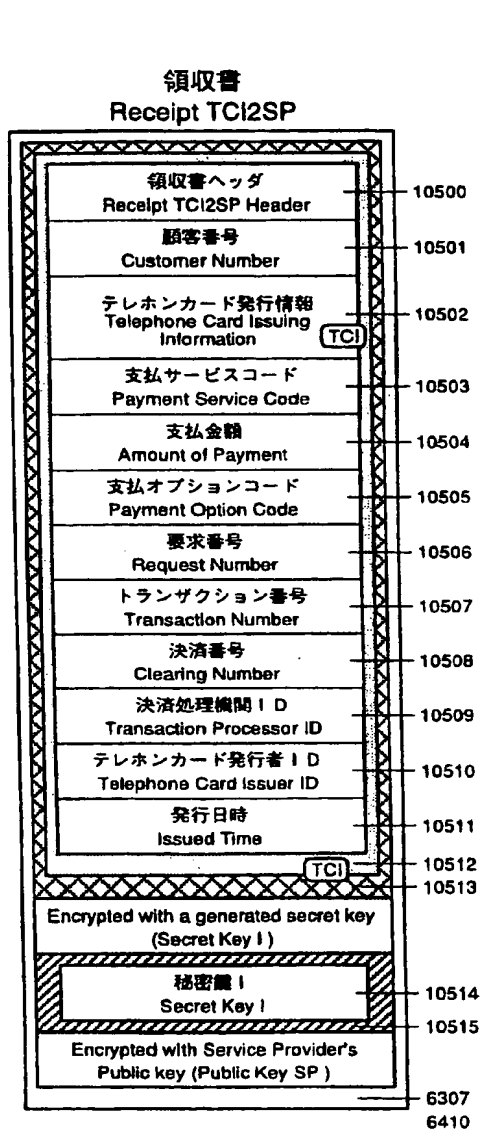 領収書
Receipt TCI2SP
領収書ヘッダ
Receipt TCI2SP Header
10500
顧客番号
Customer Number
10501
テレホンカード発行情報
Telephone Card Issuing
Information
TCI
10502
支払サービスコード
Payment Service Code
10503
支払金額
Amount of Payment
10504
支払オプションコード
Payment Option Code
10505
要求番号
Request Number
10506
トランザクション番号
Transaction Number
10507
決済番号
Clearing Number
10508
決済処理機関ID
Transaction Processor ID
10509
テレホンカード発行者ID
Telephone Card Issuer ID
10510
発行日時
Issued Time
10511
TCI
10512
10513
Encrypted with a generated secret key
(Secret Key I)
秘密鍵 I
Secret Key I
10514
10515
Encrypted with Service Provider's
Public key (Public Key SP )
6307
6410